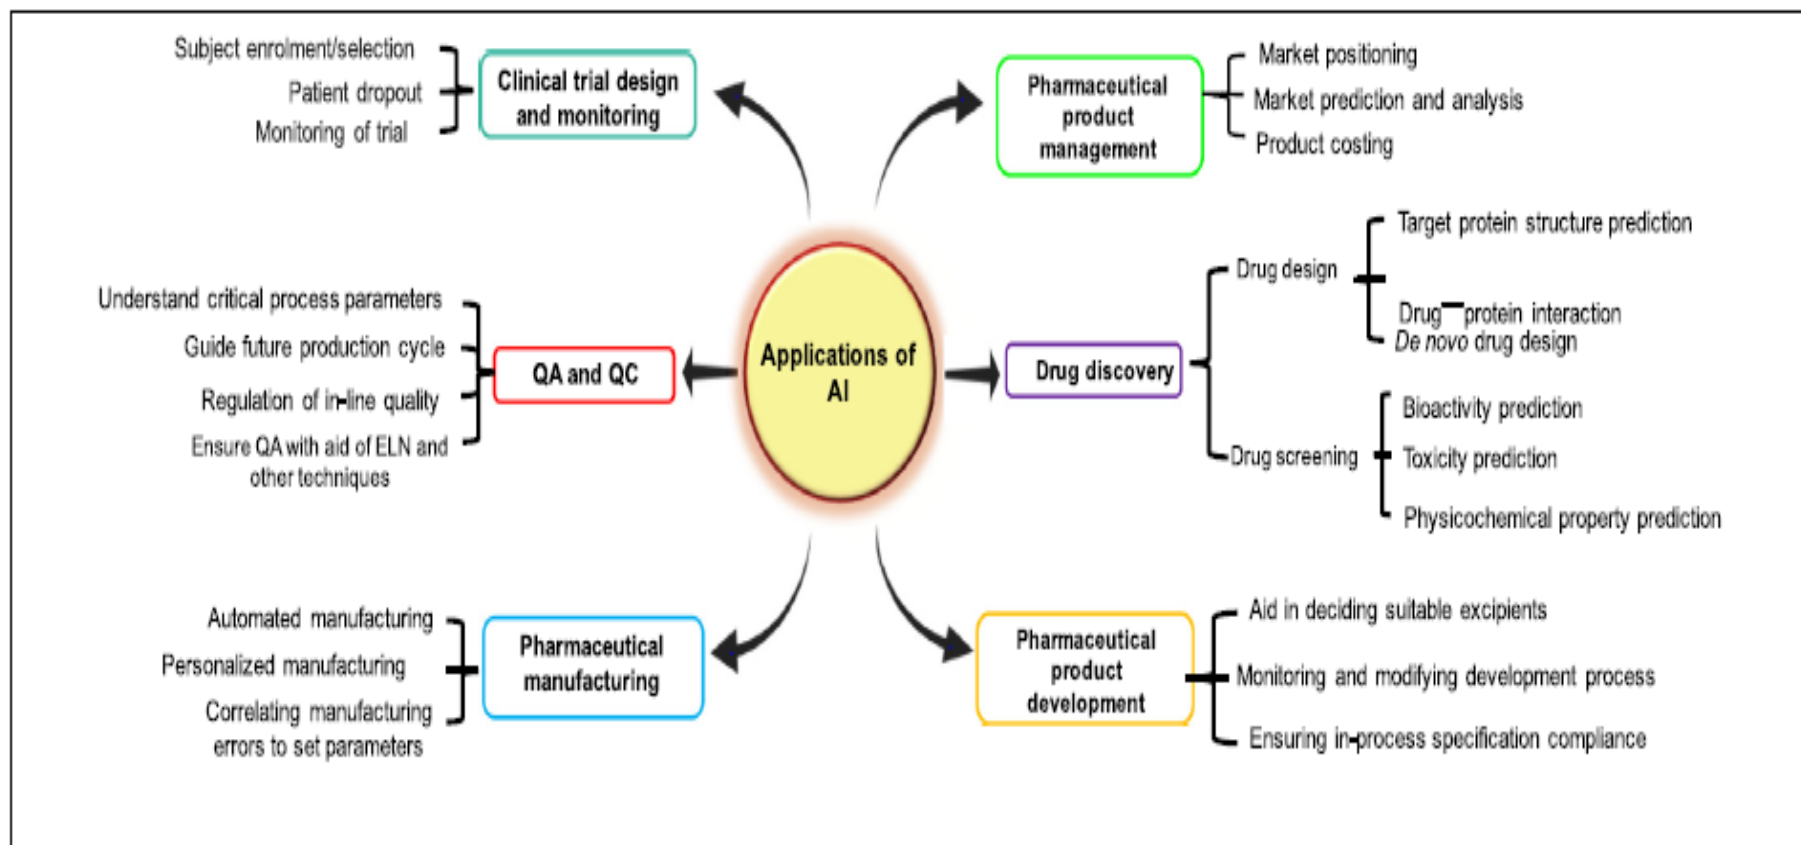 Subject enrolment/selection
Patient dropout
Monitoring of trial
Clinical trial design
and monitoring
Pharmaceutical
product
management
Market positioning
Market prediction and analysis
Product costing
Understand critical process parameters
Guide future production cycle
Regulation of in-line quality
Ensure QA with aid of ELN and
other techniques
QA and QC
Applications of
AI
Drug discovery
Drug design
Target protein structure prediction
Drug–protein interaction
De novo drug design
Drug screening
Bioactivity prediction
Toxicity prediction
Physicochemical property prediction
Automated manufacturing
Personalized manufacturing
Correlating manufacturing
errors to set parameters
Pharmaceutical
manufacturing
Pharmaceutical
product
development
Aid in deciding suitable excipients
Monitoring and modifying development process
Ensuring in-process specification compliance